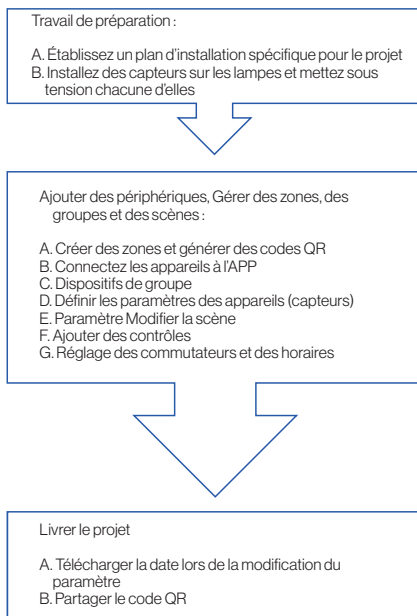 Travail de préparation :
A. Établissez un plan d'installation spécifique pour le projet
B. Installez des capteurs sur les lampes et mettez sous
tension chacune d'elles
Ajouter des périphériques, Gérer des zones, des
groupes et des scènes :
A. Créer des zones et générer des codes QR
B. Connectez les appareils à l'APP
C. Dispositifs de groupe
D. Définir les paramètres des appareils (capteurs)
E. Paramètre Modifier la scène
F. Ajouter des contrôles
G. Réglage des commutateurs et des horaires
Livrer le projet
A. Télécharger la date lors de la modification du
paramètre
B. Partager le code QR